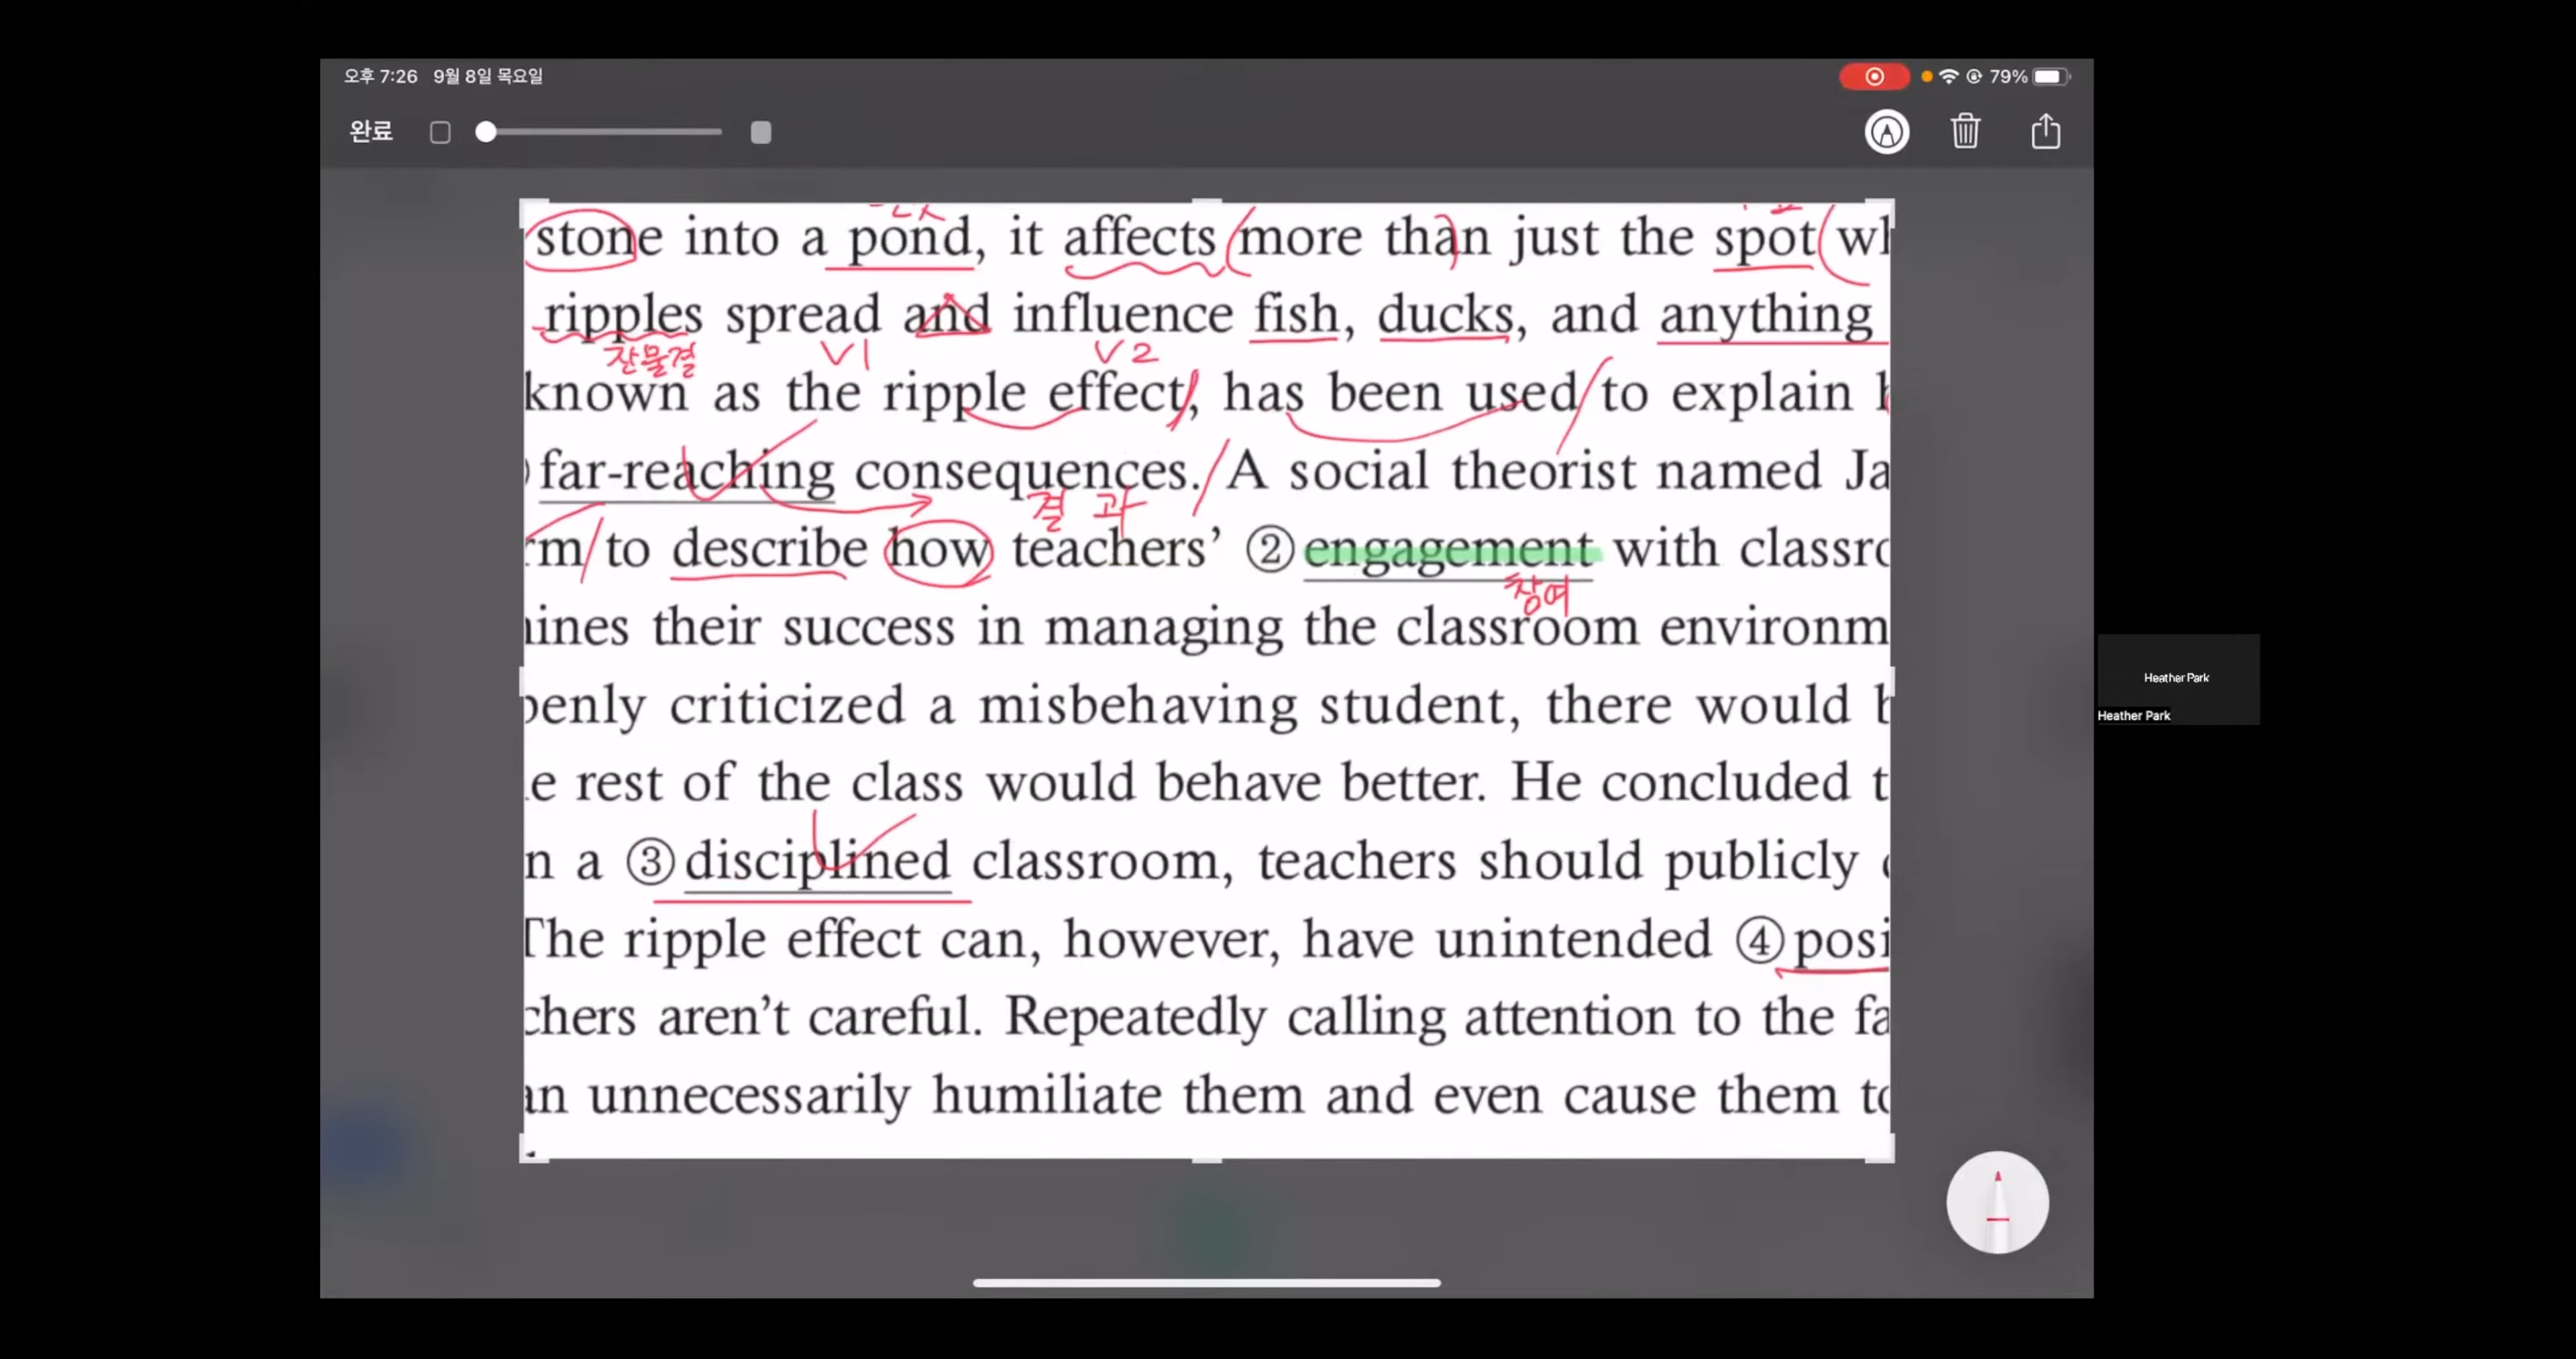 오후 7:26 9월 8일 목요일 79%
완료
stone into a pond, it affects more than just the spot
ripples spread and influence fish, ducks, and anything
잔물결 V1 V2
known as the ripple effect, has been used to explain
far-reaching consequences. A social theorist named Ja
결과
rm to describe how teachers' ② engagement with classro
참여
ines their success in managing the classroom environm
penly criticized a misbehaving student, there would b
e rest of the class would behave better. He concluded t
n a ③ disciplined classroom, teachers should publicly
The ripple effect can, however, have unintended ④ posi
chers aren't careful. Repeatedly calling attention to the fa
an unnecessarily humiliate them and even cause them to
Heather Park
Heather Park